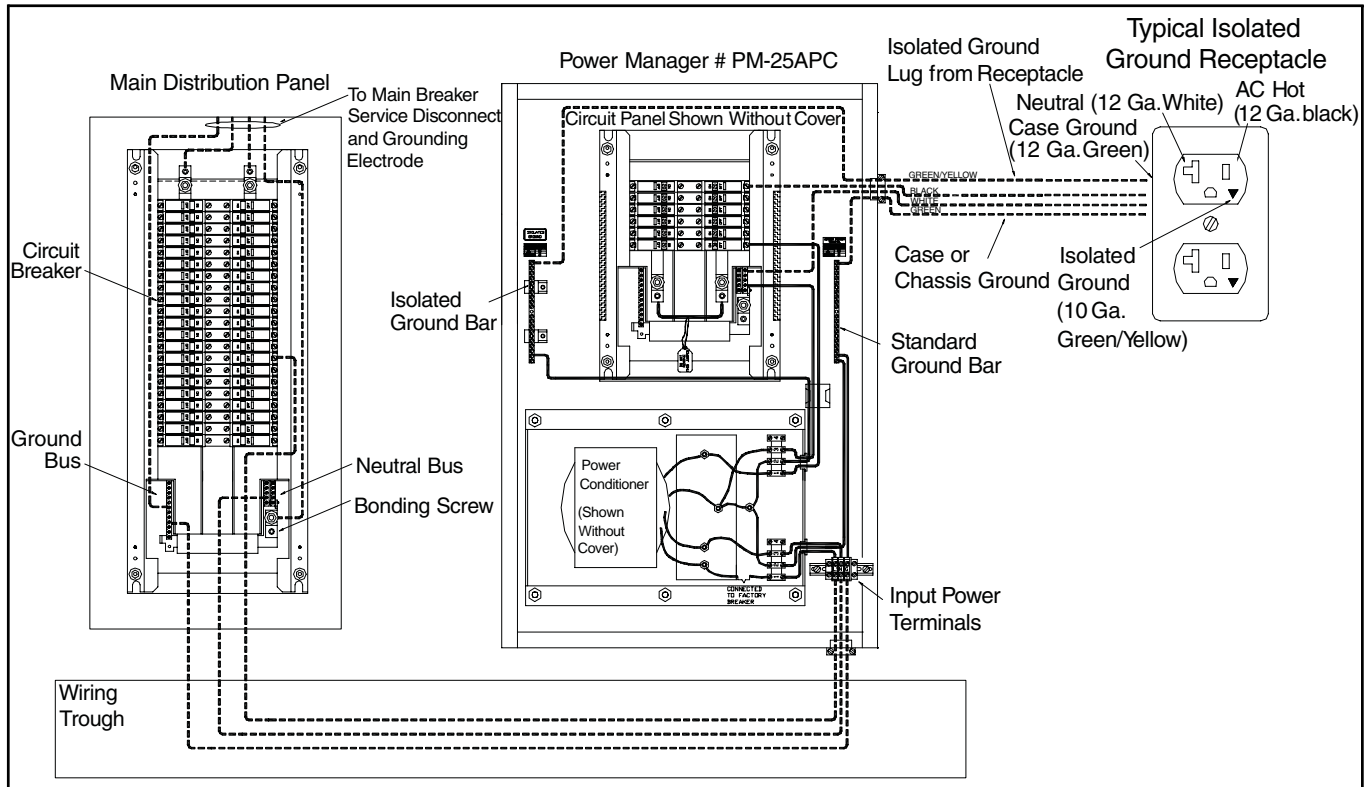 Typical Isolated
Ground Receptacle
Power Manager # PM-25APC
Isolated Ground
Lug from Receptacle
Main Distribution Panel
To Main Breaker
Service Disconnect
and Grounding
Electrode
Circuit Panel Shown Without Cover
Neutral (12 Ga.White)
Case Ground
(12 Ga.Green)
AC Hot
(12 Ga.black)
GREEN/YELLOW
BLACK
WHITE
GREEN
Circuit
Breaker
ISOLATED
GROUND
Isolated
Ground Bar
Case or
Chassis Ground
Isolated
Ground
(10 Ga.
Green/Yellow)
Standard
Ground Bar
Ground
Bus
Neutral Bus
Bonding Screw
Power
Conditioner
(Shown
Without
Cover)
CONNECTED
TO FACTORY
BREAKER
Input Power
Terminals
Wiring
Trough